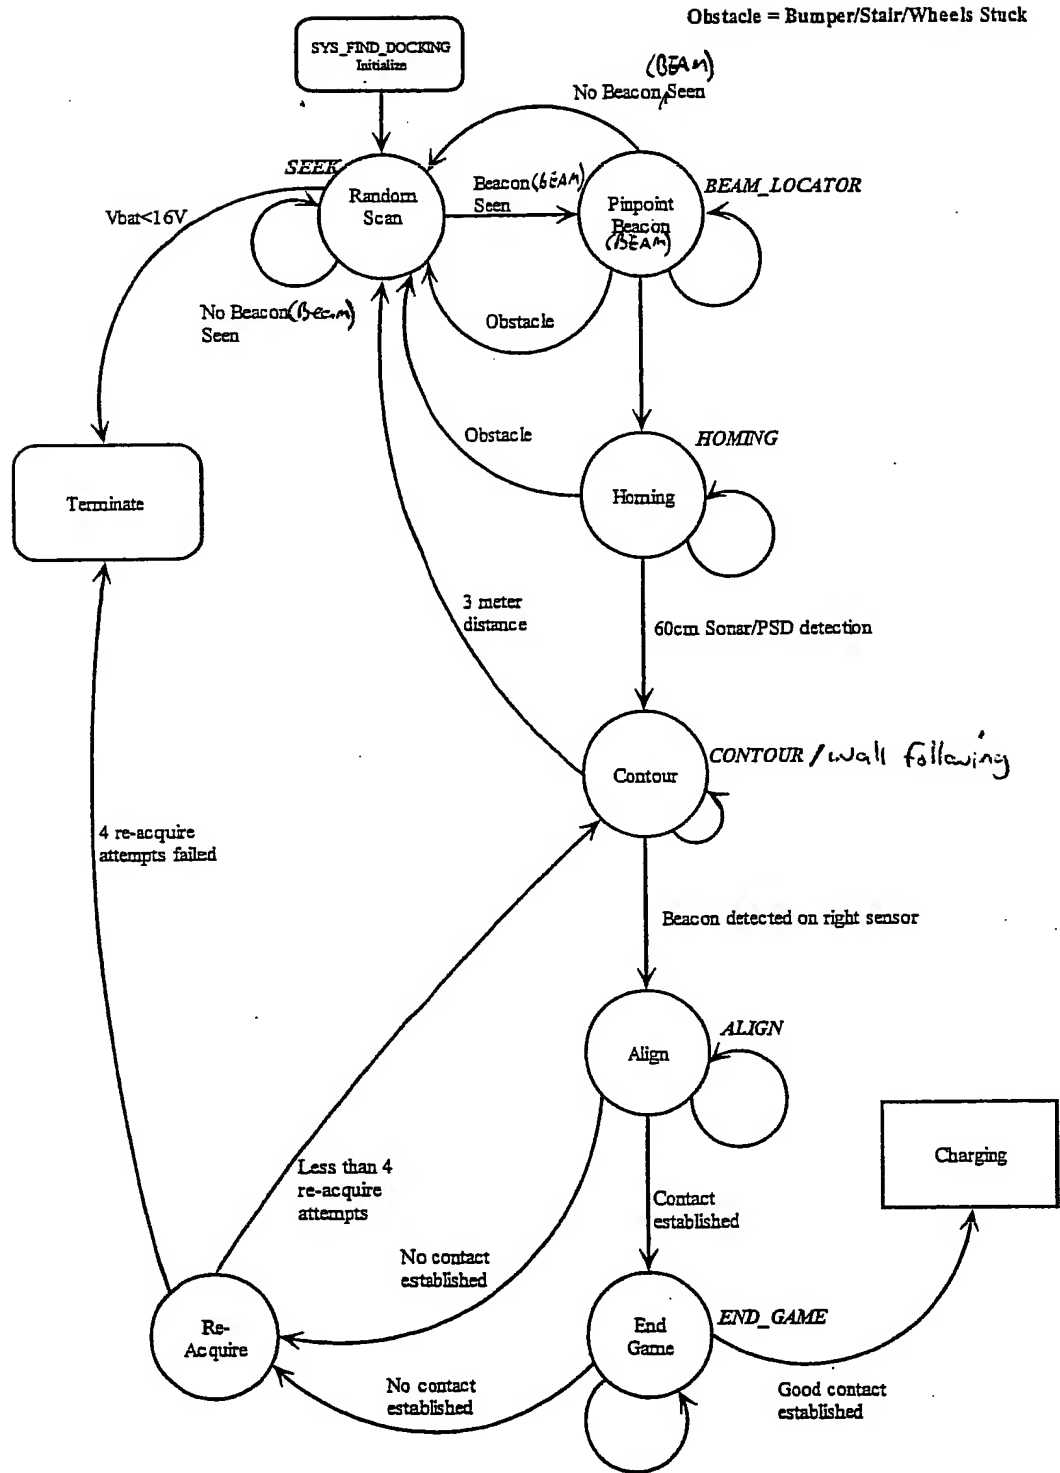 Obstacle = Bumper/Stair/Wheels Stuck
SYS_FIND_DOCKING
Initialize
(BEAM)
No Beacon Seen
SEEK
Random
Scan
Beacon (BEAM)
Seen
Pinpoint
Beacon
(BEAM)
BEAM_LOCATOR
Vbat<16V
No Beacon (Beam)
Seen
Obstacle
Obstacle
HOMING
Homing
Terminate
3 meter
distance
60cm Sonar/PSD detection
Contour
CONTOUR / wall following
4 re-acquire
attempts failed
Beacon detected on right sensor
ALIGN
Align
Charging
Less than 4
re-acquire
attempts
Contact
established
No contact
established
Re-
Acquire
End
Game
END_GAME
No contact
established
Good contact
established